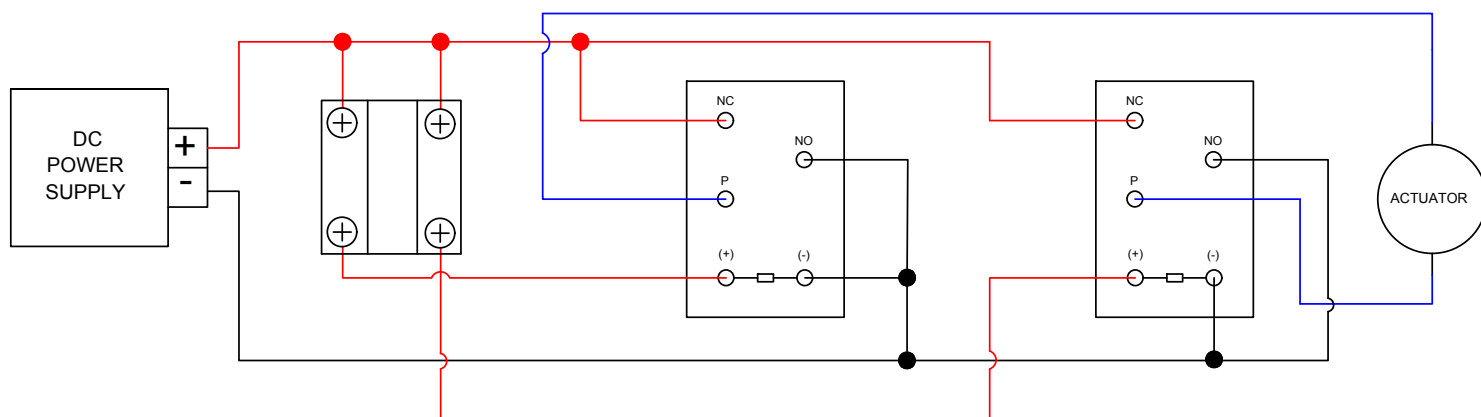 DC
POWER
SUPPLY
+
-
NC
NO
P
(+)
(-)
NC
NO
P
(+)
(-)
ACTUATOR